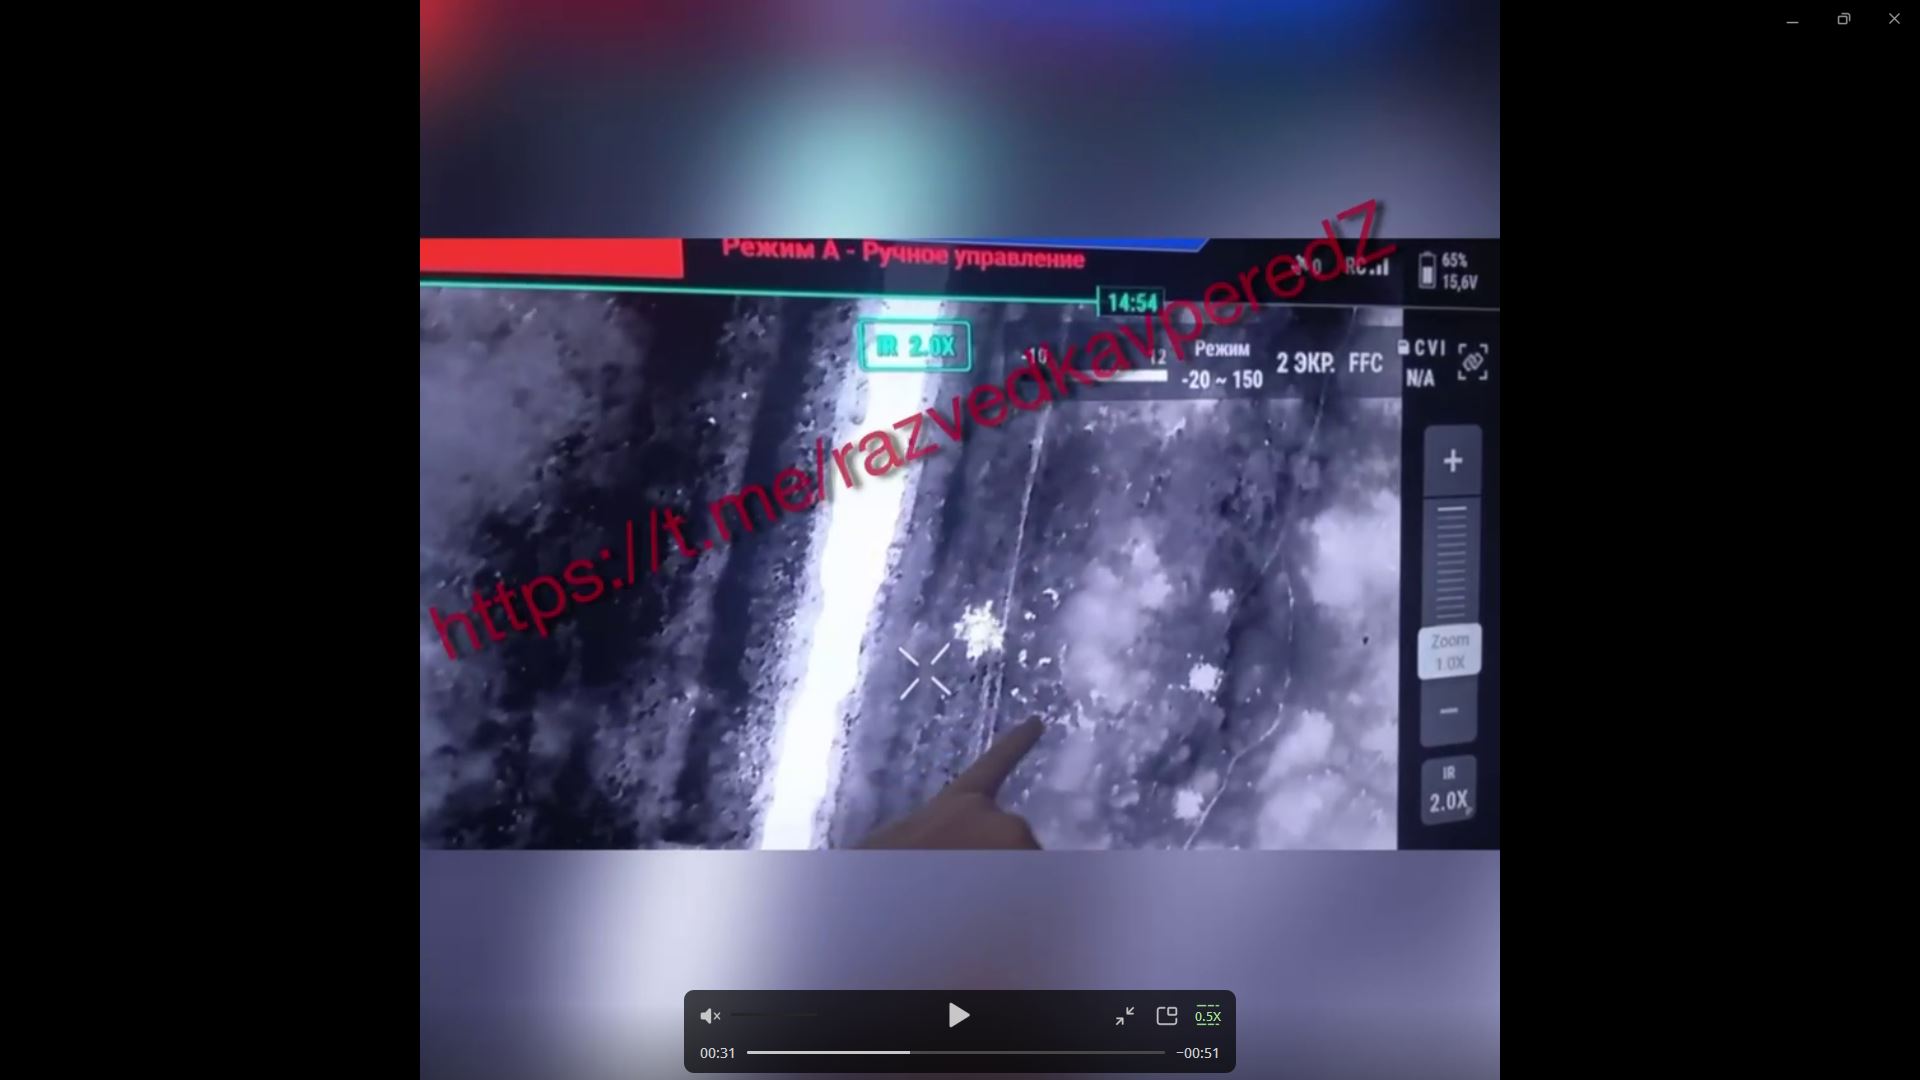 Режим А - Ручное управление
0 RC 65%
15,6V
14:54
IR 2.0X
-10 12 Режим
-20 ~ 150
2 ЭКР. FFC
CVI
N/A
https://t.me/razvedkavperedZ
+
Zoom
1.0X
−
IR
2.0X
0.5X
00:31 −00:51